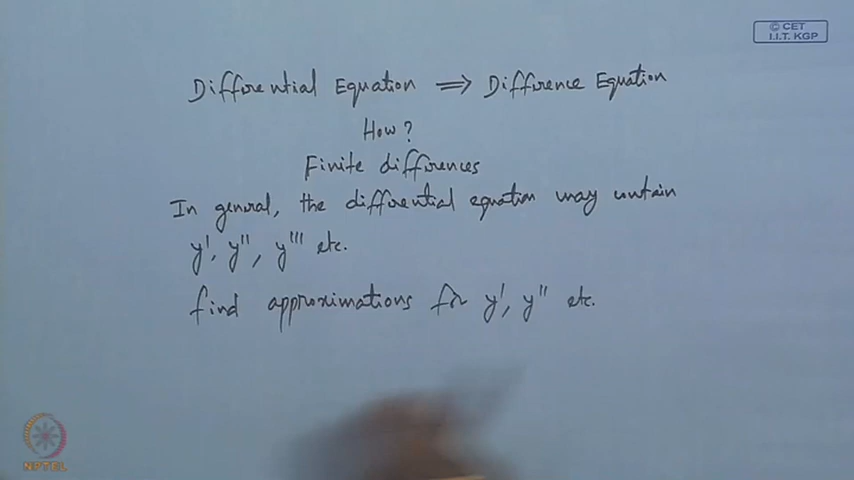 © CET
I.I.T. KGP
Differential Equation ⟹ Difference Equation
How?
Finite differences
In general, the differential equation may contain
y', y'', y''' etc.
find approximations for y', y'' etc.
NPTEL